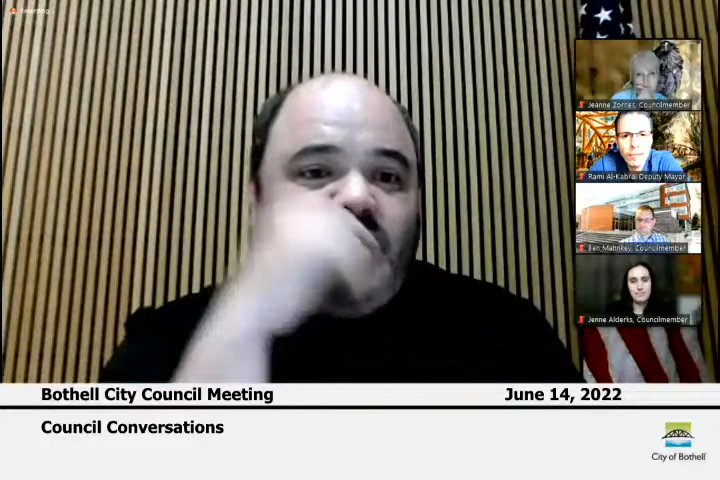 Recording
Jeanne Zornes, Councilmember
Rami Al-Kabra, Deputy Mayor
Ben Mahnkey, Councilmember
Jenne Alderks, Councilmember
Bothell City Council Meeting June 14, 2022
Council Conversations
City of Bothell